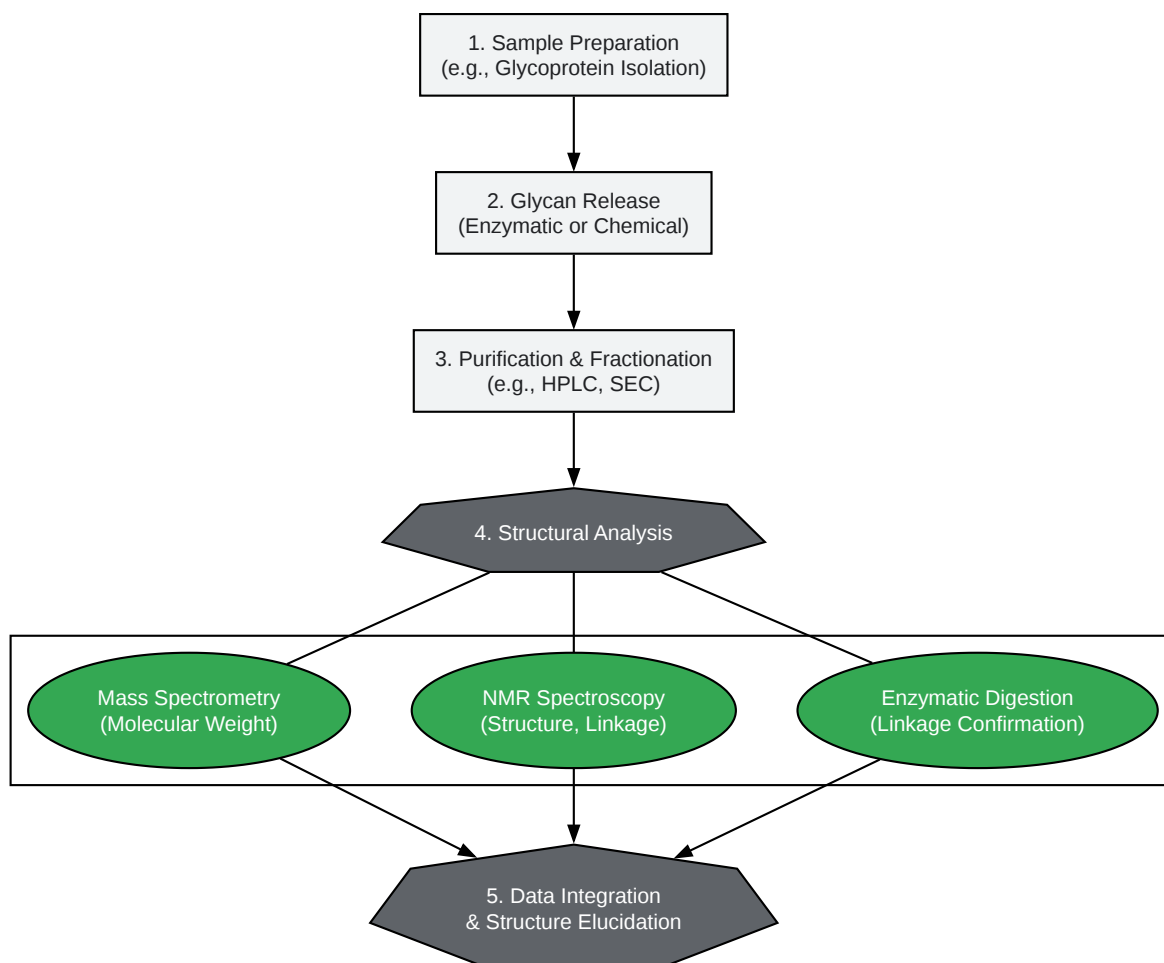 1. Sample Preparation
(e.g., Glycoprotein Isolation)
2. Glycan Release
(Enzymatic or Chemical)
3. Purification & Fractionation
(e.g., HPLC, SEC)
4. Structural Analysis
Mass Spectrometry
(Molecular Weight)
NMR Spectroscopy
(Structure, Linkage)
Enzymatic Digestion
(Linkage Confirmation)
5. Data Integration
& Structure Elucidation